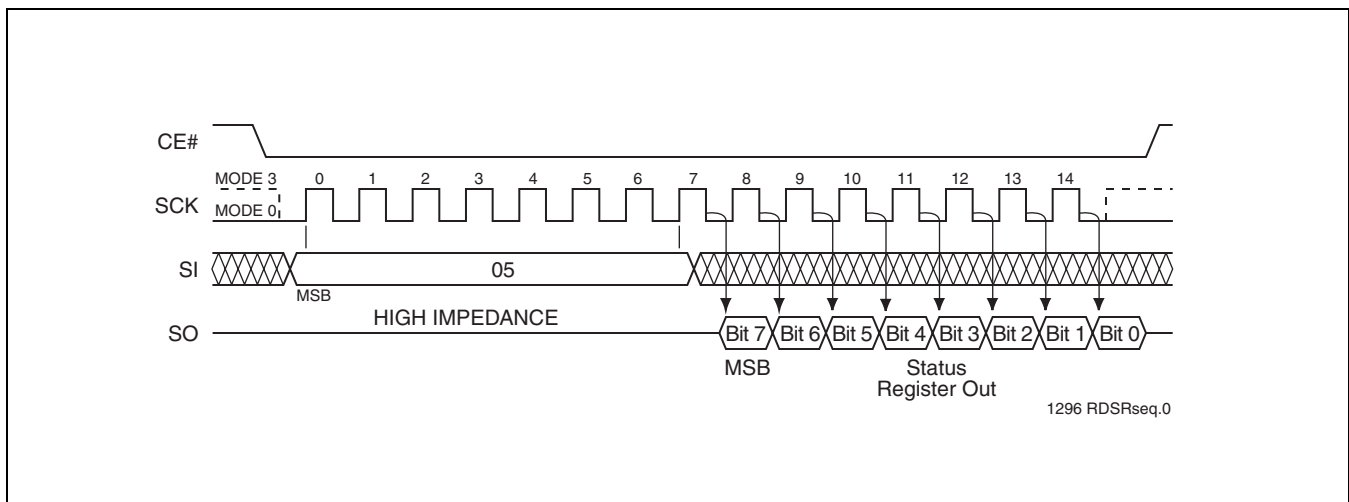 CE#
MODE 3 0 1 2 3 4 5 6 7 8 9 10 11 12 13 14
SCK
MODE 0
SI 05
MSB
HIGH IMPEDANCE
SO Bit 7 Bit 6 Bit 5 Bit 4 Bit 3 Bit 2 Bit 1 Bit 0
MSB Status
Register Out
1296 RDSRseq.0